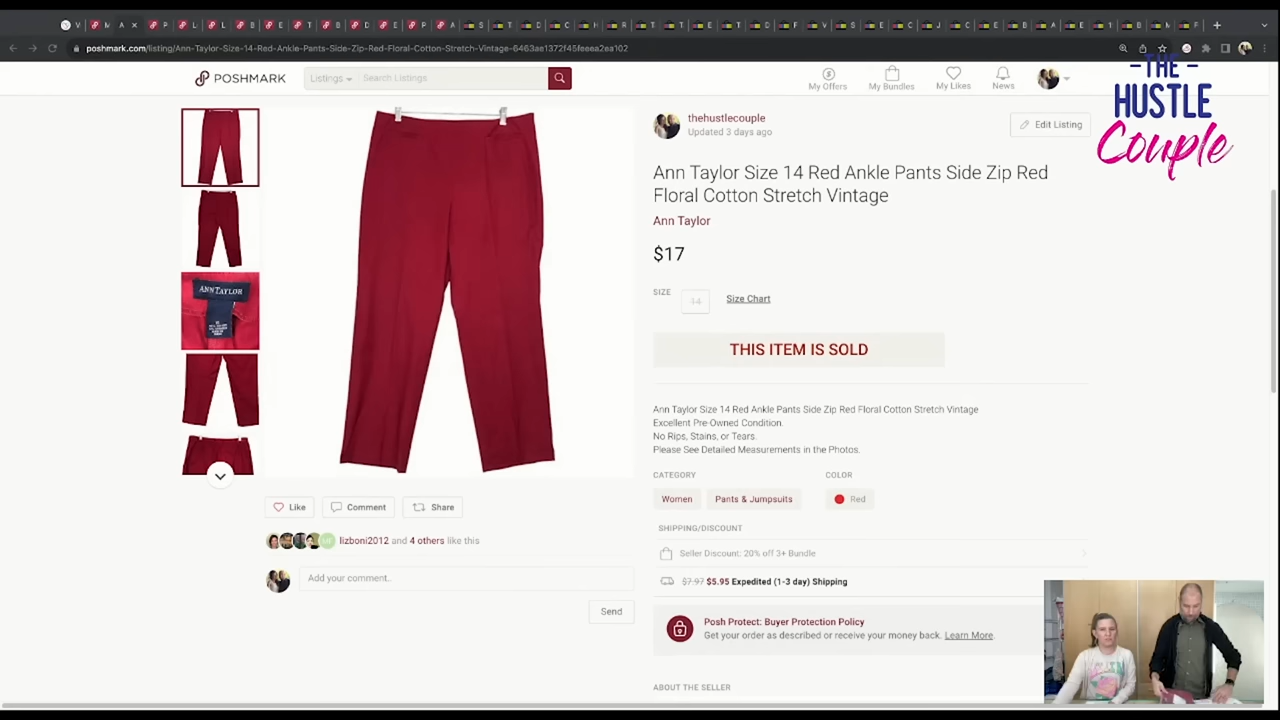 V
M
A
P
L
B
E
T
B
D
E
P
A
S
T
D
C
H
R
T
E
T
D
F
V
S
C
J
C
E
B
A
E
1
B
M
F
poshmark.com/listing/Ann-Taylor-Size-14-Red-Ankle-Pants-Side-Zip-Red-Floral-Cotton-Stretch-Vintage-6463ae1372f45feeea2ea102
POSHMARK
Listings
Search Listings
My Offers
My Bundles
My Likes
News
-THE-
HUSTLE
Couple
thehustlecouple
Updated 3 days ago
Edit Listing
Ann Taylor Size 14 Red Ankle Pants Side Zip Red
Floral Cotton Stretch Vintage
Ann Taylor
$17
SIZE
14
Size Chart
THIS ITEM IS SOLD
ANN TAYLOR
Ann Taylor Size 14 Red Ankle Pants Side Zip Red Floral Cotton Stretch Vintage
Excellent Pre-Owned Condition.
No Rips, Stains, or Tears.
Please See Detailed Measurements in the Photos.
CATEGORY
COLOR
Women
Pants & Jumpsuits
Red
SHIPPING/DISCOUNT
Seller Discount: 20% off 3+ Bundle
$7.97 $5.95 Expedited (1-3 day) Shipping
Posh Protect: Buyer Protection Policy
Get your order as described or receive your money back. Learn More.
ABOUT THE SELLER
Like
Comment
Share
lizboni2012 and 4 others like this
Add your comment..
Send